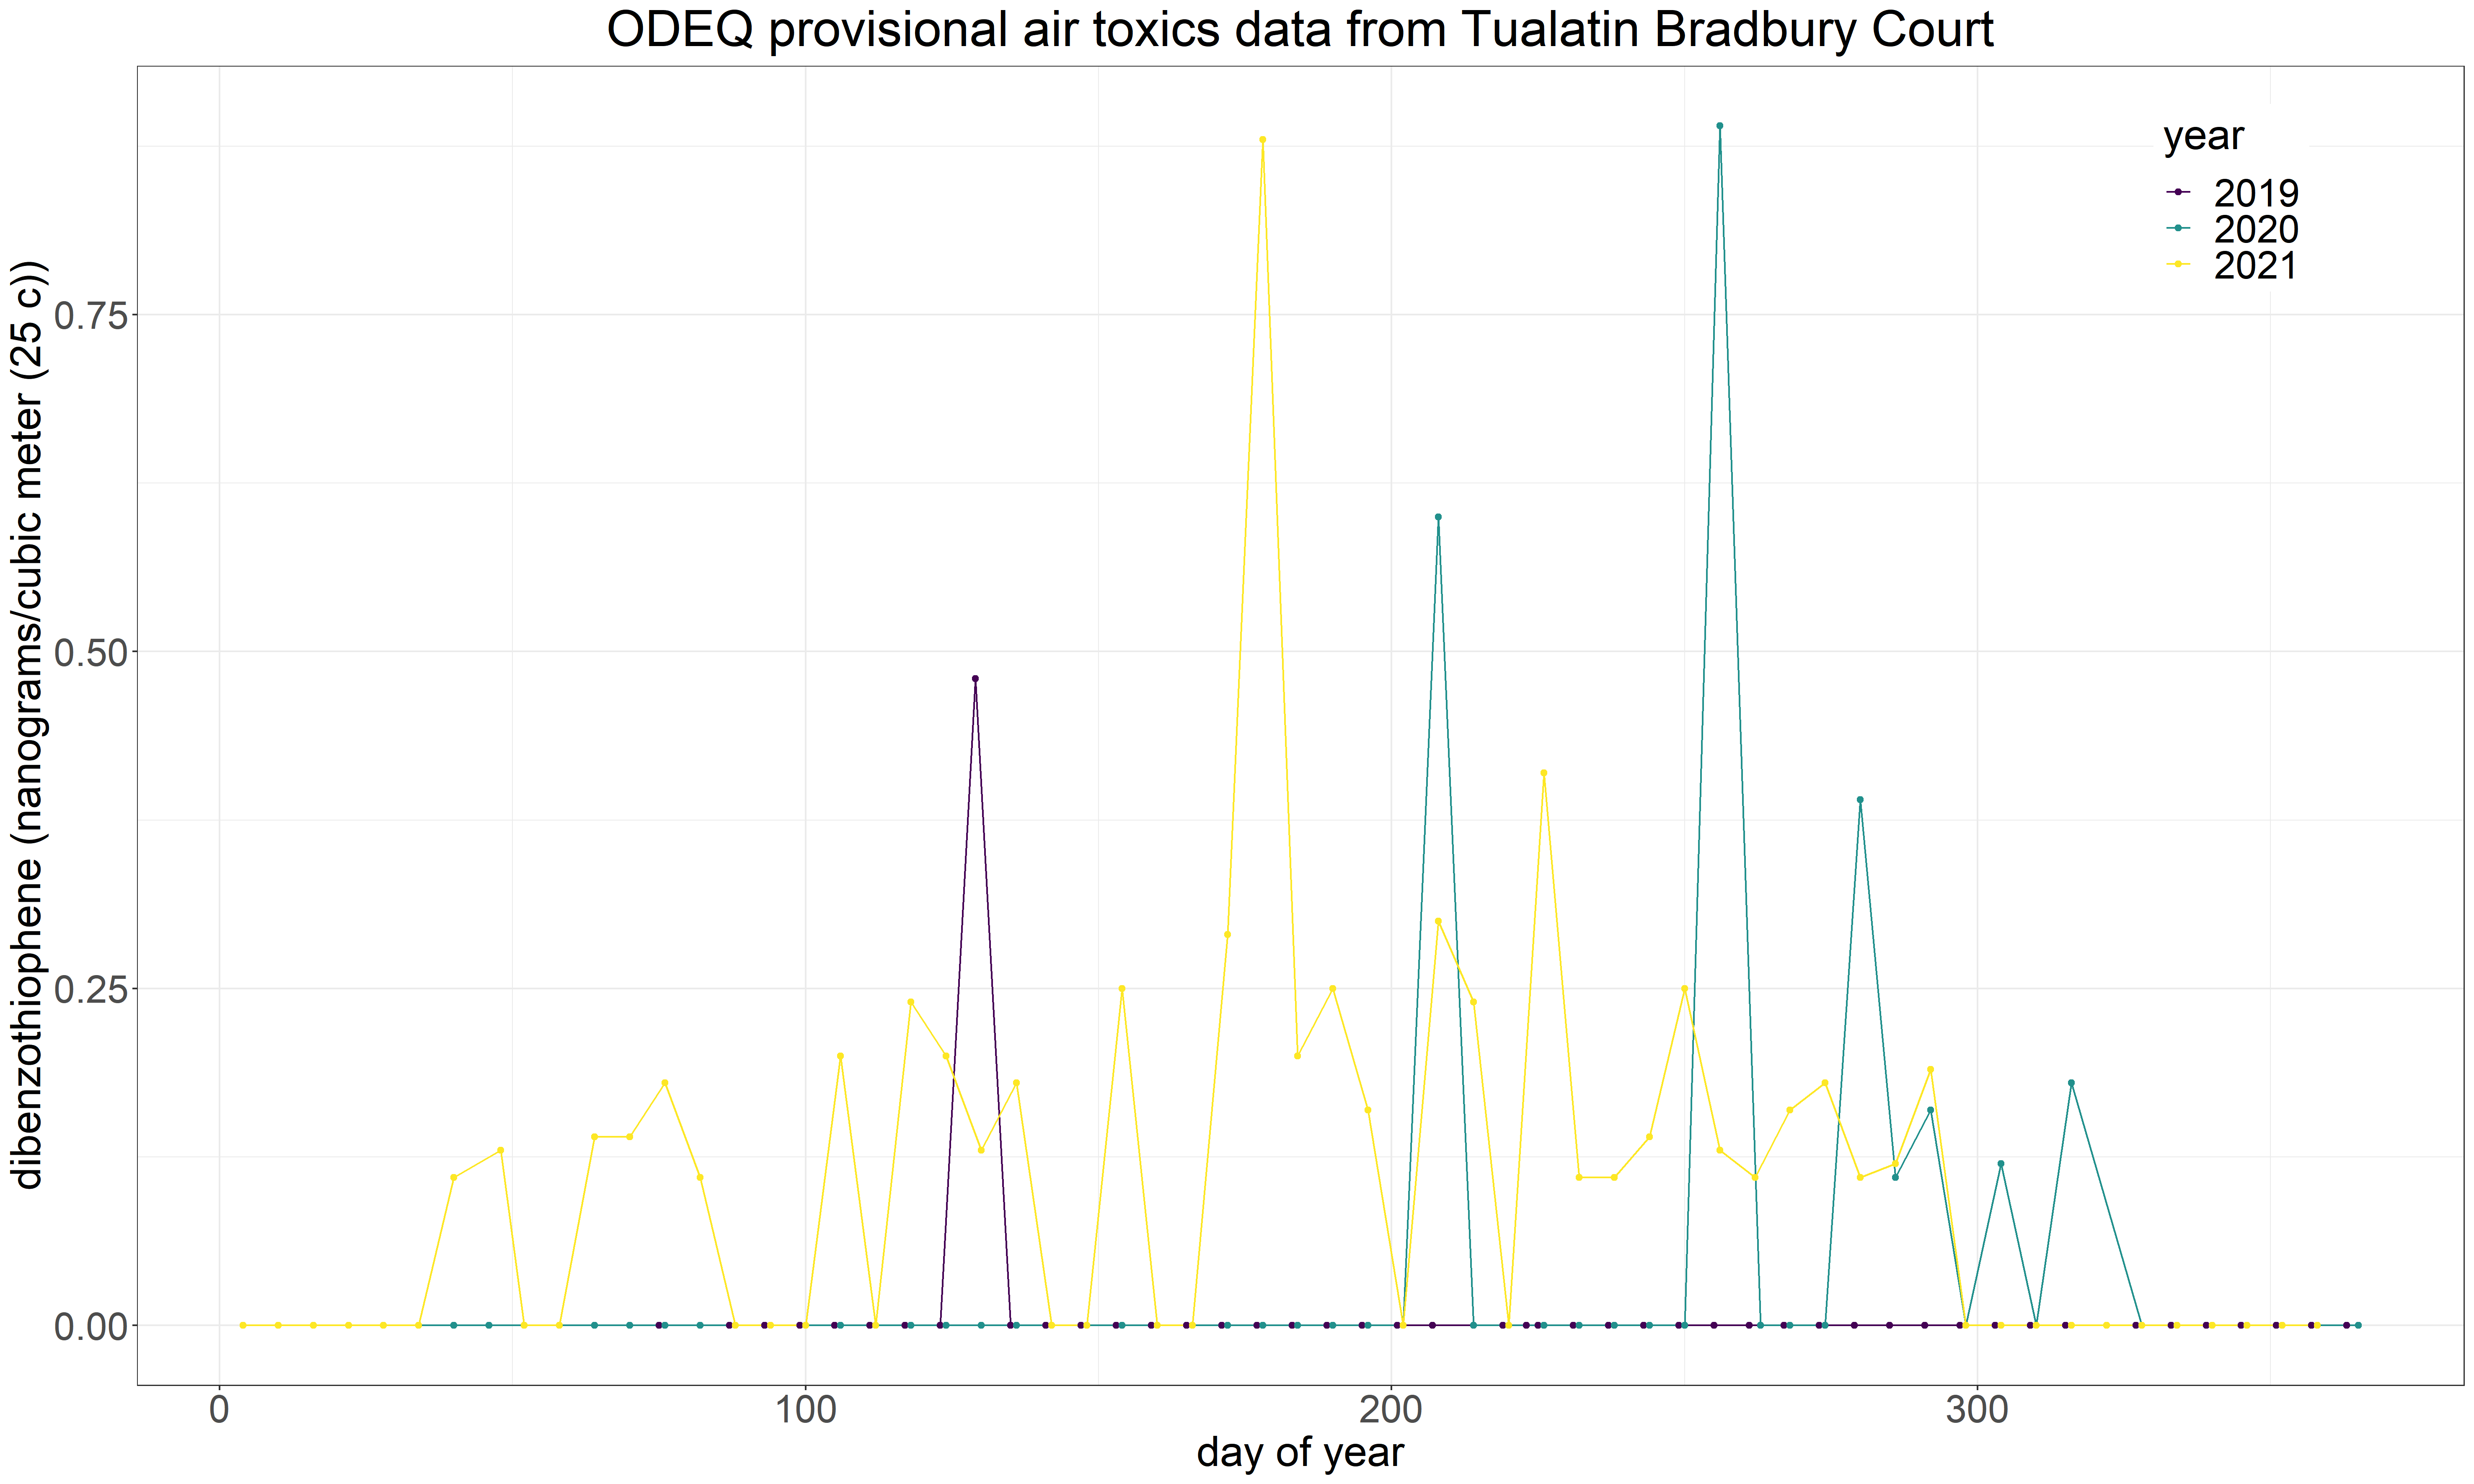 ODEQ provisional air toxics data from Tualatin Bradbury Court
year
2019
2020
2021
dibenzothiophene (nanograms/cubic meter (25 c))
0.75
0.50
0.25
0.00
0
100
200
300
day of year